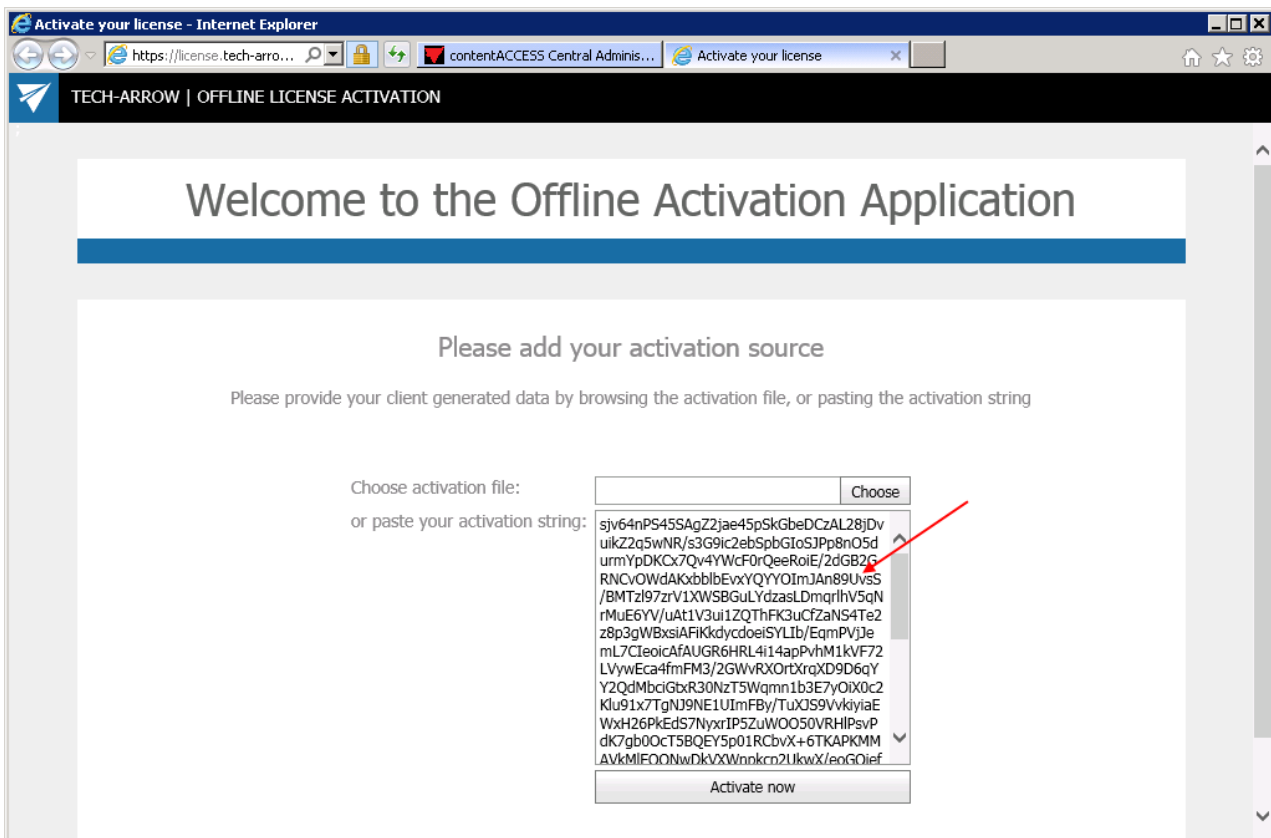 Activate your license - Internet Explorer
https://license.tech-arro...
contentACCESS Central Adminis...
Activate your license
TECH-ARROW | OFFLINE LICENSE ACTIVATION
Welcome to the Offline Activation Application
Please add your activation source
Please provide your client generated data by browsing the activation file, or pasting the activation string
Choose activation file:
Choose
or paste your activation string:
sjv64nPS45SAgZ2jae45pSkGbeDCzAL28jDv
uikZ2q5wNR/s3G9ic2ebSpbGIoSJPp8nO5d
urmYpDKCx7Qv4YWcF0rQeeRoiE/2dGB2G
RNCvOWdAKxbblbEvxYQYYOImJAn89UvsS
/BMTzl97zrV1XWSBGuLYdzasLDmqrlhV5qN
rMuE6YV/uAt1V3ui1ZQThFK3uCfZaNS4Te2
z8p3gWBxsiAFiKkdycdoeiSYLIb/EqmPVjJe
mL7CIeoicAfAUGR6HRL4i14apPvhM1kVF72
LVywEca4fmFM3/2GWvRXOrtXrqXD9D6qY
Y2QdMbciGtxR30NzT5Wqmn1b3E7yOiX0c2
Klu91x7TgNJ9NE1UImFBy/TuXJS9VvkiyiaE
WxH26PkEdS7NyxrIP5ZuWOO50VRHlPsvP
dK7gb0OcT5BQEY5p01RCbvX+6TKAPKMM
AVkMlFOONwDkVXWnpkcp2UkwX/eoGOief
Activate now